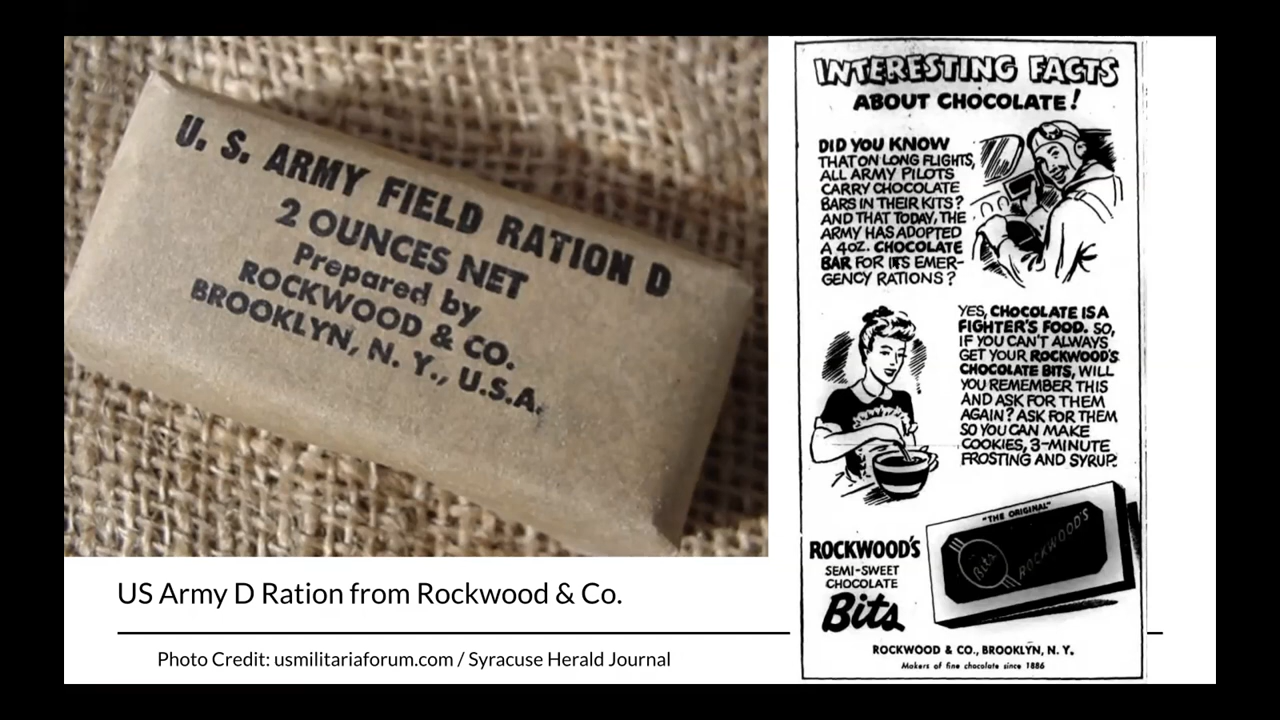 U. S. ARMY FIELD RATION D
2 OUNCES NET
Prepared by
ROCKWOOD & CO.
BROOKLYN, N. Y., U.S.A.
US Army D Ration from Rockwood & Co.
Photo Credit: usmilitariaforum.com / Syracuse Herald Journal
INTERESTING FACTS
ABOUT CHOCOLATE!
DID YOU KNOW
THAT ON LONG FLIGHTS,
ALL ARMY PILOTS
CARRY CHOCOLATE
BARS IN THEIR KITS?
AND THAT TODAY, THE
ARMY HAS ADOPTED
A 4OZ. CHOCOLATE
BAR FOR ITS EMER-
GENCY RATIONS?
YES, CHOCOLATE IS A
FIGHTER'S FOOD. SO,
IF YOU CAN'T ALWAYS
GET YOUR ROCKWOOD'S
CHOCOLATE BITS, WILL
YOU REMEMBER THIS
AND ASK FOR THEM
AGAIN? ASK FOR THEM
SO YOU CAN MAKE
COOKIES, 3-MINUTE
FROSTING AND SYRUP.
"THE ORIGINAL"
Bits ROCKWOOD'S
ROCKWOOD'S
SEMI-SWEET
CHOCOLATE
Bits
ROCKWOOD & CO., BROOKLYN, N. Y.
Makers of fine chocolate since 1886